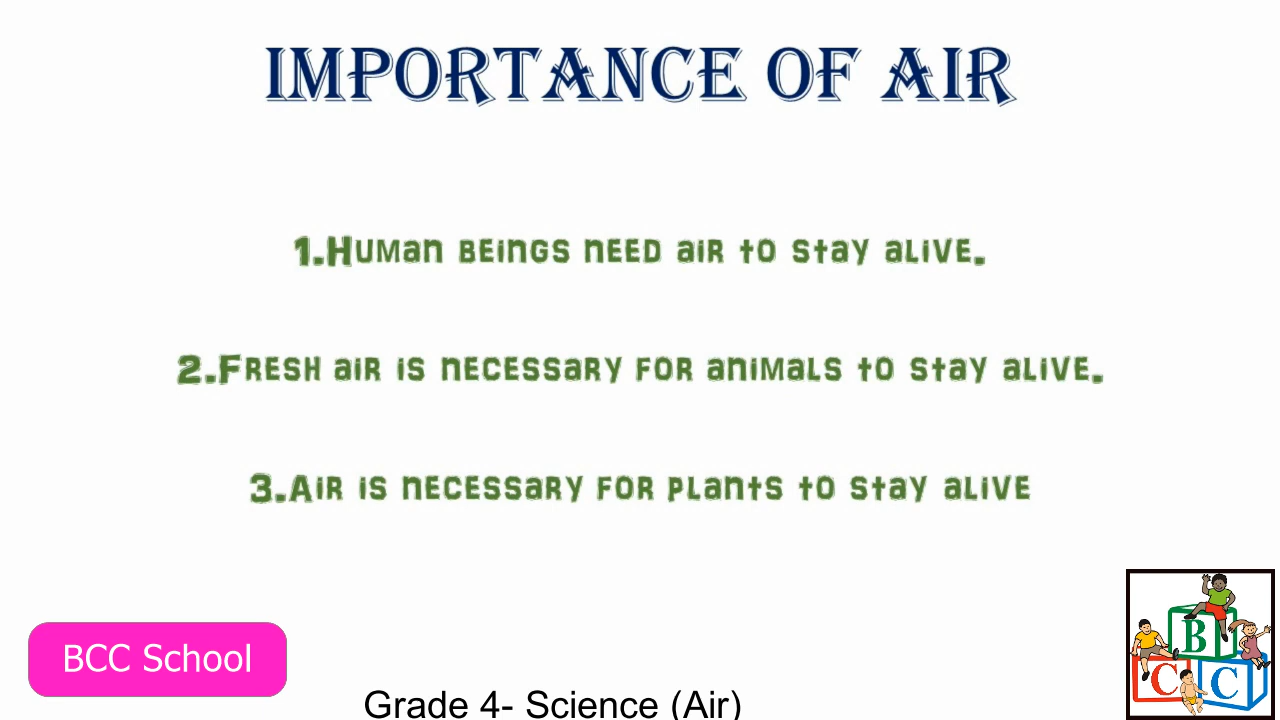 IMPORTANCE OF AIR
1.Human beings need air to stay alive.
2.Fresh air is necessary for animals to stay alive.
3.Air is necessary for plants to stay alive
BCC School
Grade 4- Science (Air)
B
C C